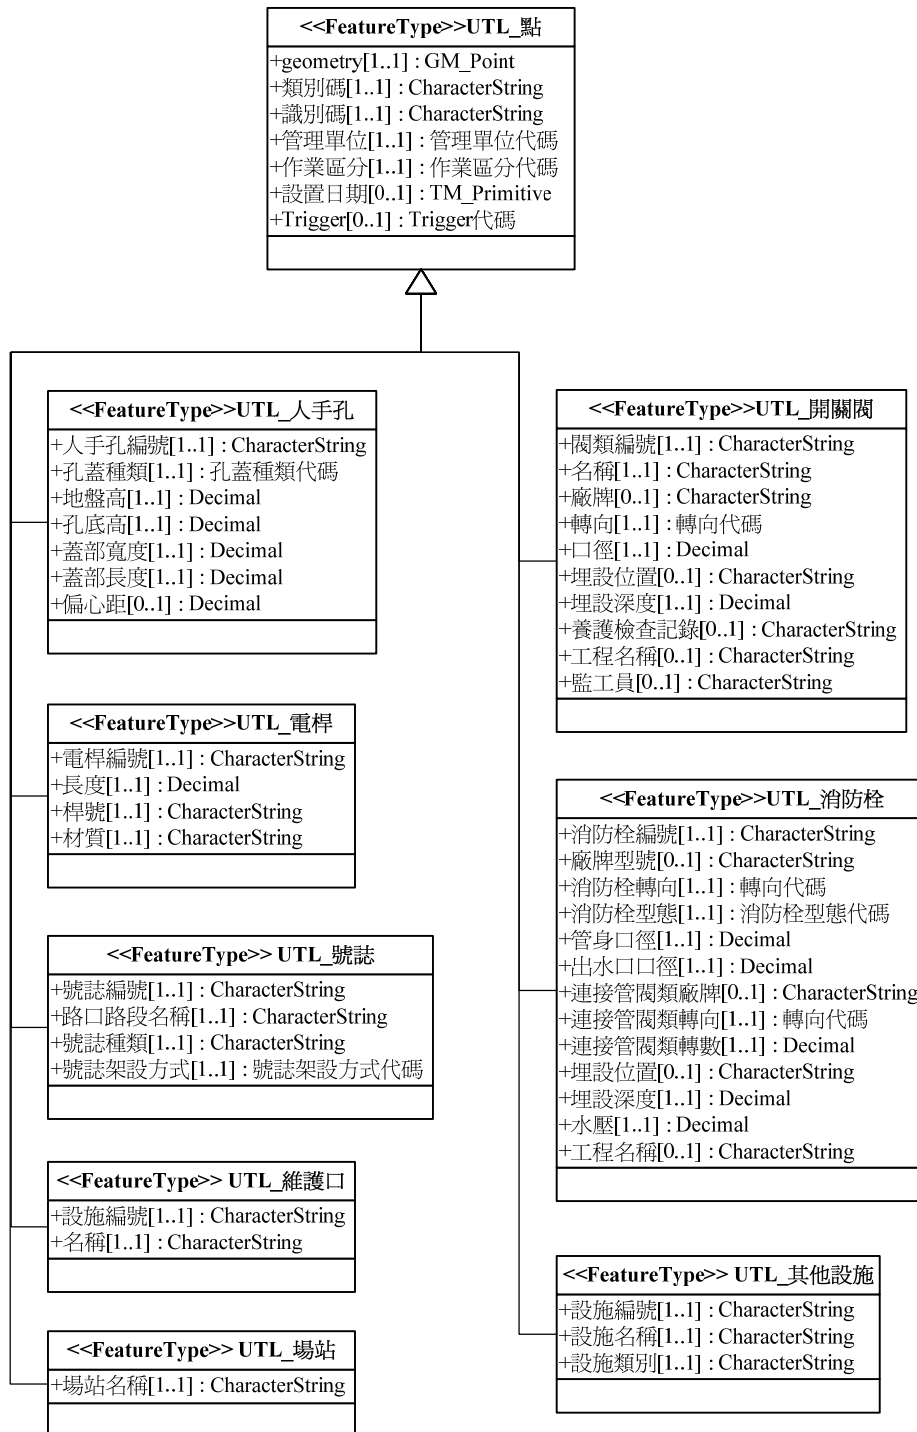 <<FeatureType>>UTL_點
+geometry[1..1] : GM_Point
+類別碼[1..1] : CharacterString
+識別碼[1..1] : CharacterString
+管理單位[1..1] : 管理單位代碼
+作業區分[1..1] : 作業區分代碼
+設置日期[0..1] : TM_Primitive
+Trigger[0..1] : Trigger代碼
<<FeatureType>>UTL_人手孔
+人手孔編號[1..1] : CharacterString
+孔蓋種類[1..1] : 孔蓋種類代碼
+地盤高[1..1] : Decimal
+孔底高[1..1] : Decimal
+蓋部寬度[1..1] : Decimal
+蓋部長度[1..1] : Decimal
+偏心距[0..1] : Decimal
<<FeatureType>>UTL_電桿
+電桿編號[1..1] : CharacterString
+長度[1..1] : Decimal
+桿號[1..1] : CharacterString
+材質[1..1] : CharacterString
<<FeatureType>> UTL_號誌
+號誌編號[1..1] : CharacterString
+路口路段名稱[1..1] : CharacterString
+號誌種類[1..1] : CharacterString
+號誌架設方式[1..1] : 號誌架設方式代碼
<<FeatureType>> UTL_維護口
+設施編號[1..1] : CharacterString
+名稱[1..1] : CharacterString
<<FeatureType>> UTL_場站
+場站名稱[1..1] : CharacterString
<<FeatureType>>UTL_開關閥
+閥類編號[1..1] : CharacterString
+名稱[1..1] : CharacterString
+廠牌[0..1] : CharacterString
+轉向[1..1] : 轉向代碼
+口徑[1..1] : Decimal
+埋設位置[0..1] : CharacterString
+埋設深度[1..1] : Decimal
+養護檢查記錄[0..1] : CharacterString
+工程名稱[0..1] : CharacterString
+監工員[0..1] : CharacterString
<<FeatureType>>UTL_消防栓
+消防栓編號[1..1] : CharacterString
+廠牌型號[0..1] : CharacterString
+消防栓轉向[1..1] : 轉向代碼
+消防栓型態[1..1] : 消防栓型態代碼
+管身口徑[1..1] : Decimal
+出水口口徑[1..1] : Decimal
+連接管閥類廠牌[0..1] : CharacterString
+連接管閥類轉向[1..1] : 轉向代碼
+連接管閥類轉數[1..1] : Decimal
+埋設位置[0..1] : CharacterString
+埋設深度[1..1] : Decimal
+水壓[1..1] : Decimal
+工程名稱[0..1] : CharacterString
<<FeatureType>> UTL_其他設施
+設施編號[1..1] : CharacterString
+設施名稱[1..1] : CharacterString
+設施類別[1..1] : CharacterString